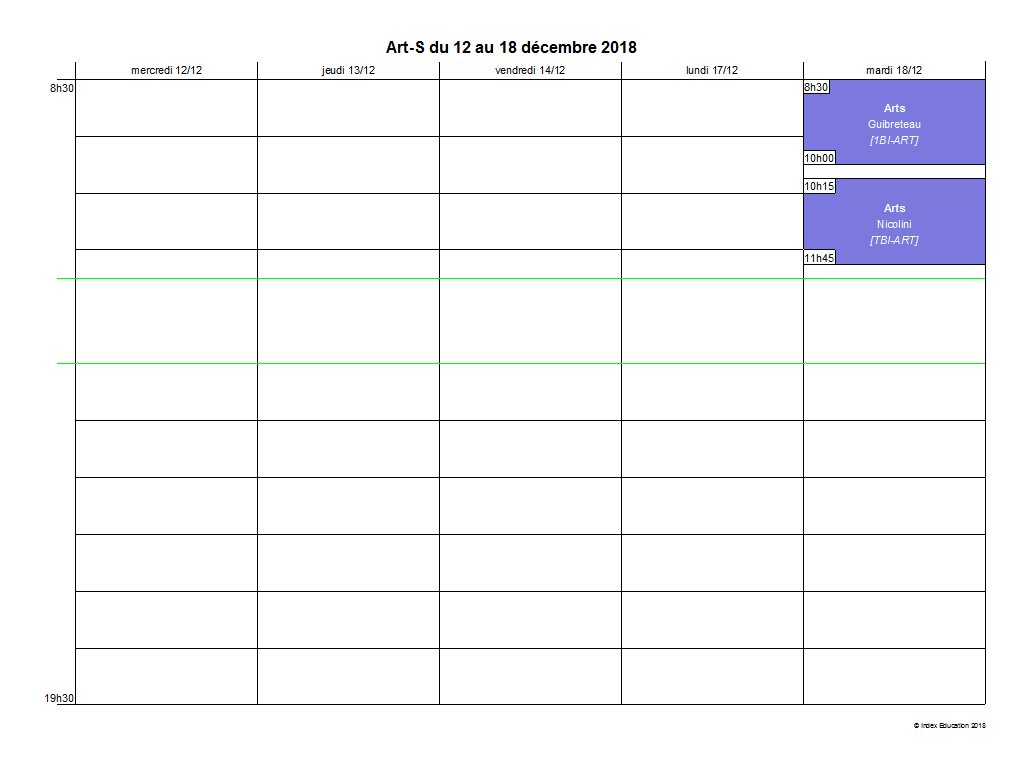 Art-S du 12 au 18 décembre 2018
mercredi 12/12
jeudi 13/12
vendredi 14/12
lundi 17/12
mardi 18/12
8h30
8h30
Arts
Guibreteau
[1BI-ART]
10h00
10h15
Arts
Nicolini
[TBI-ART]
11h45
19h30
© Index Education 2018